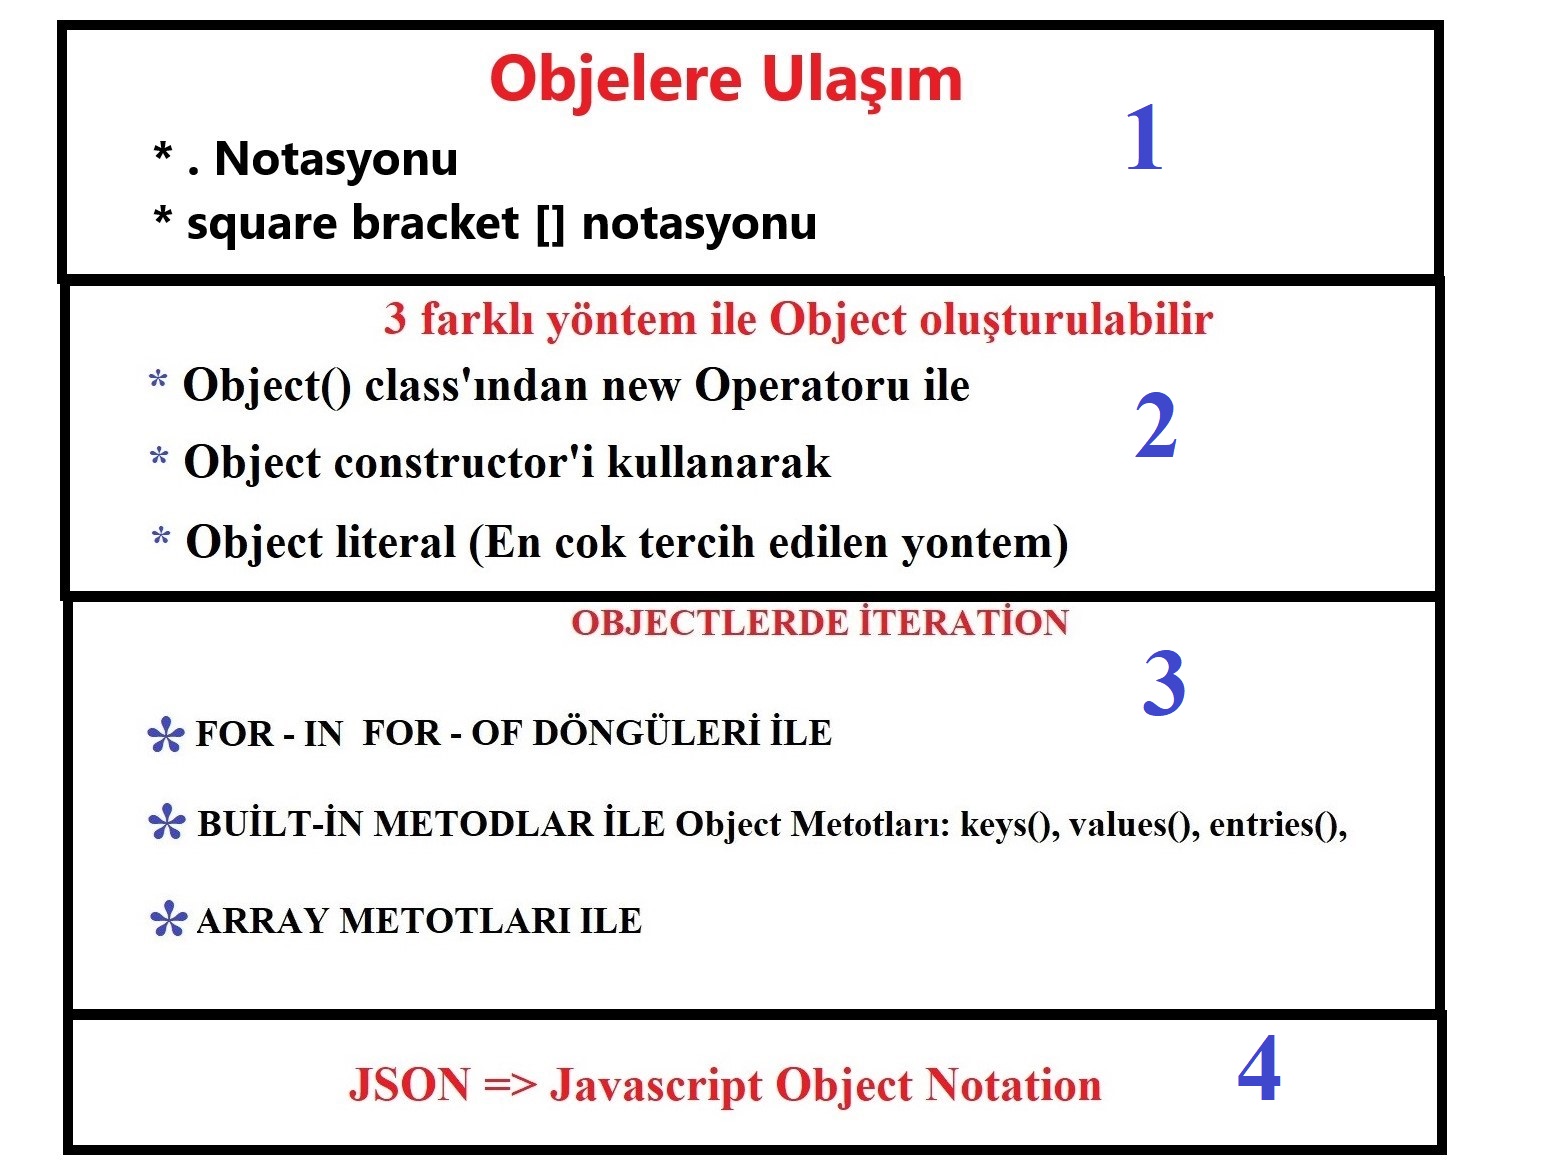 Objelere Ulaşım
* . Notasyonu
1
* square bracket [] notasyonu
3 farklı yöntem ile Object oluşturulabilir
* Object() class'ından new Operatoru ile
2
* Object constructor'i kullanarak
* Object literal (En cok tercih edilen yontem)
OBJECTLERDE İTERATİON
3
* FOR - IN  FOR - OF DÖNGÜLERİ İLE
* BUİLT-İN METODLAR İLE Object Metotları: keys(), values(), entries(),
* ARRAY METOTLARI ILE
JSON => Javascript Object Notation
4